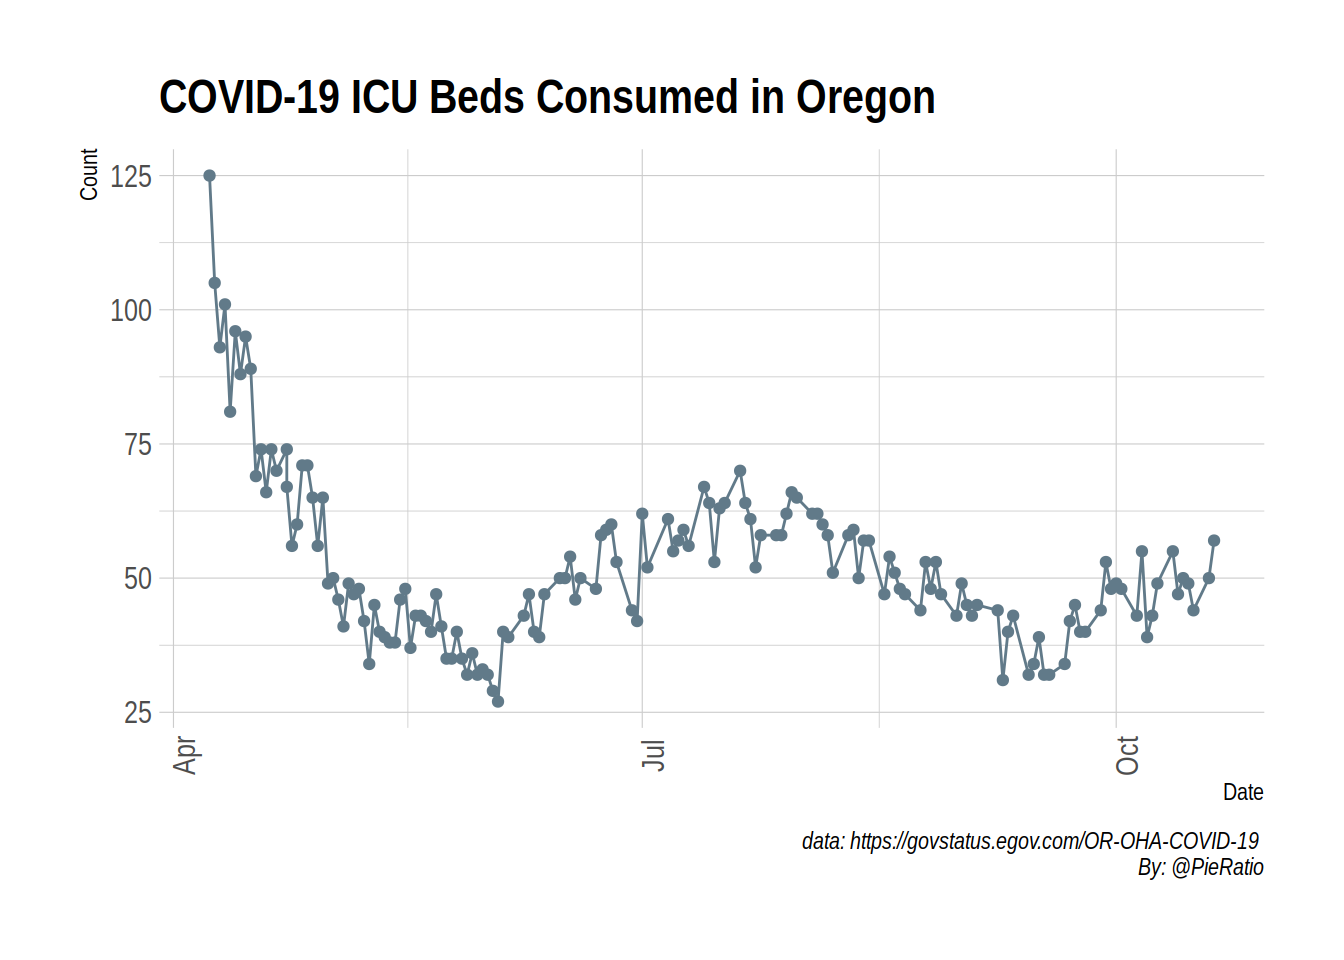 COVID-19 ICU Beds Consumed in Oregon
Count
125
100
75
50
25
Apr
Jul
Oct
Date
data: https://govstatus.egov.com/OR-OHA-COVID-19
By: @PieRatio